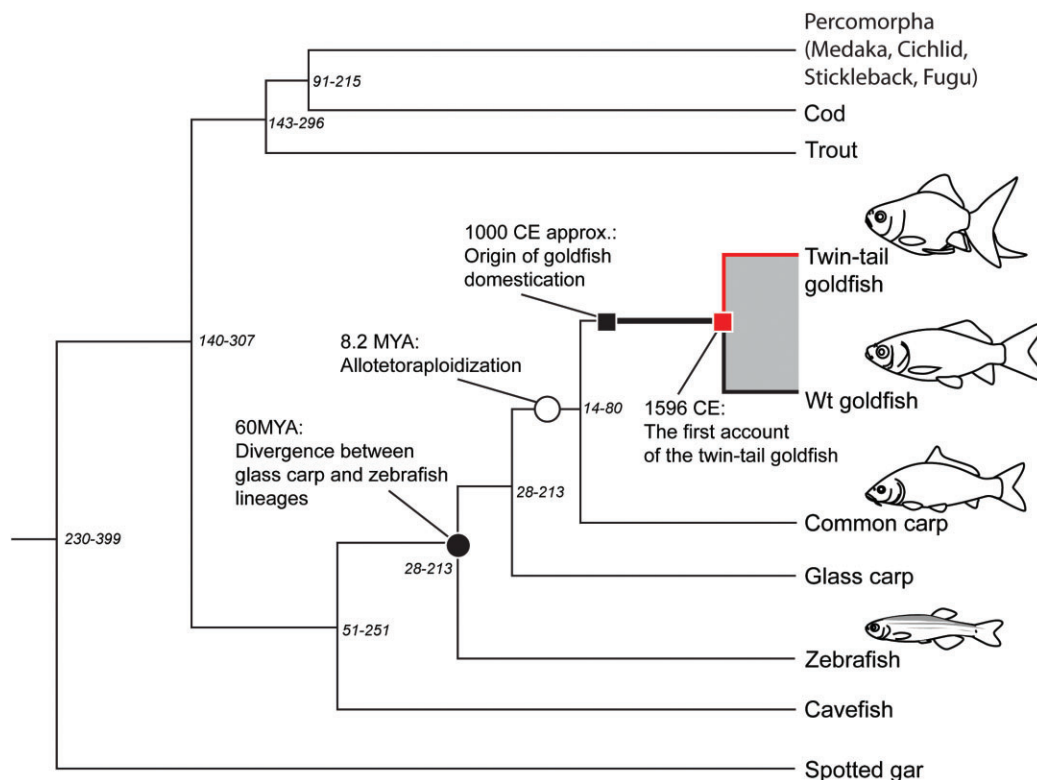 Percomorpha
(Medaka, Cichlid,
Stickleback, Fugu)
91-215
Cod
143-296
Trout
1000 CE approx.:
Origin of goldfish
domestication
Twin-tail
goldfish
140-307
8.2 MYA:
Allotetoraploidization
14-80
Wt goldfish
1596 CE:
The first account
of the twin-tail goldfish
60MYA:
Divergence between
glass carp and zebrafish
lineages
28-213
Common carp
230-399
28-213
Glass carp
51-251
Zebrafish
Cavefish
Spotted gar